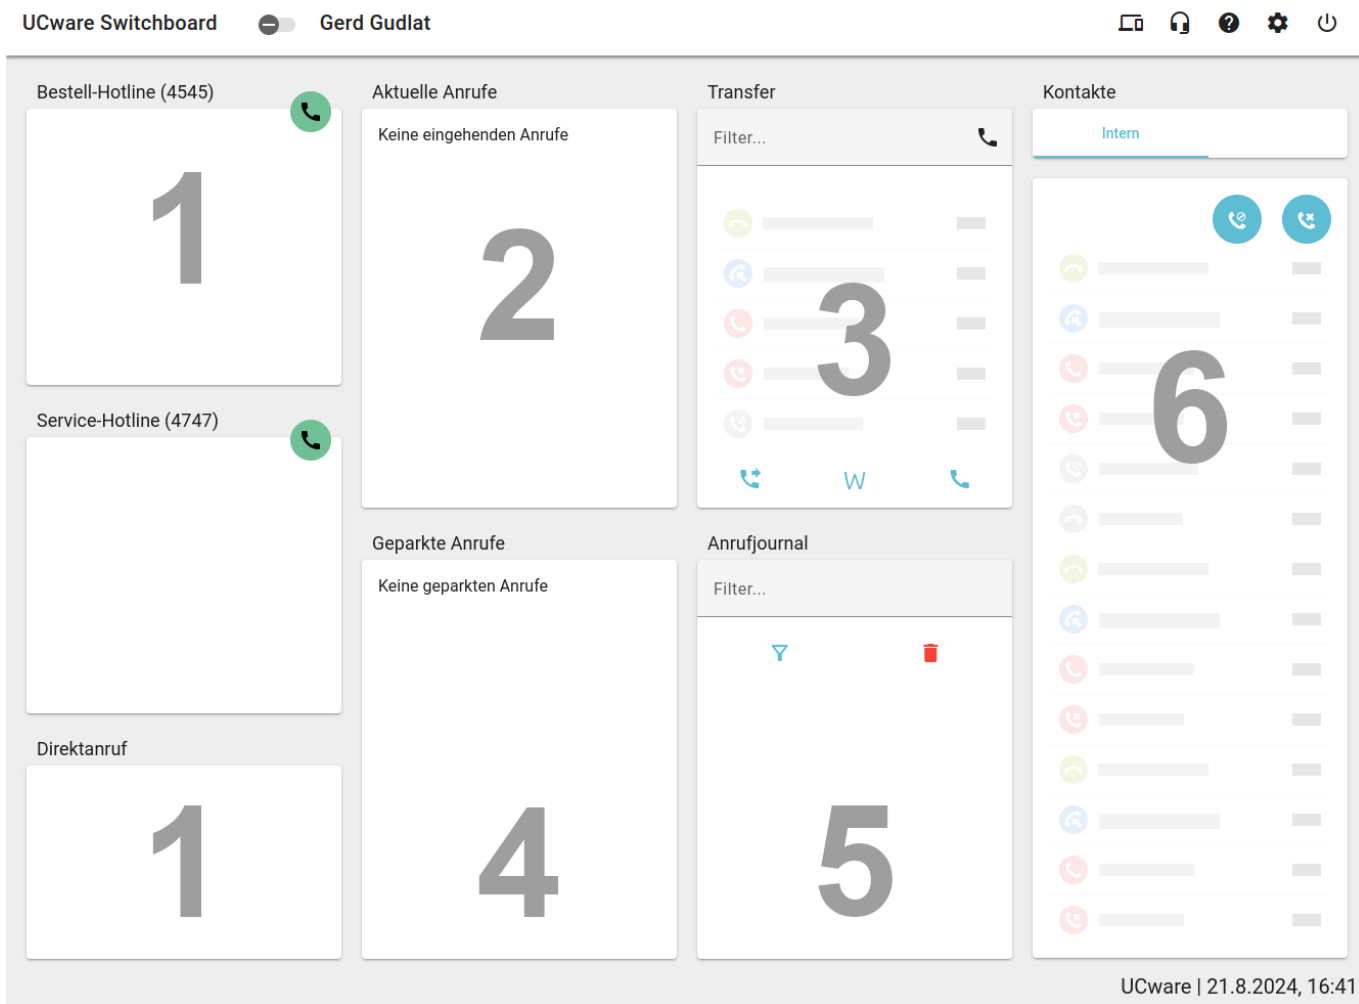 UCware Switchboard
Gerd Gudlat
Bestell-Hotline (4545)
1
Service-Hotline (4747)
Direktanruf
1
Aktuelle Anrufe
Keine eingehenden Anrufe
2
Geparkte Anrufe
Keine geparkten Anrufe
4
Transfer
Filter...
3
W
Anrufjournal
Filter...
5
Kontakte
Intern
6
UCware | 21.8.2024, 16:41